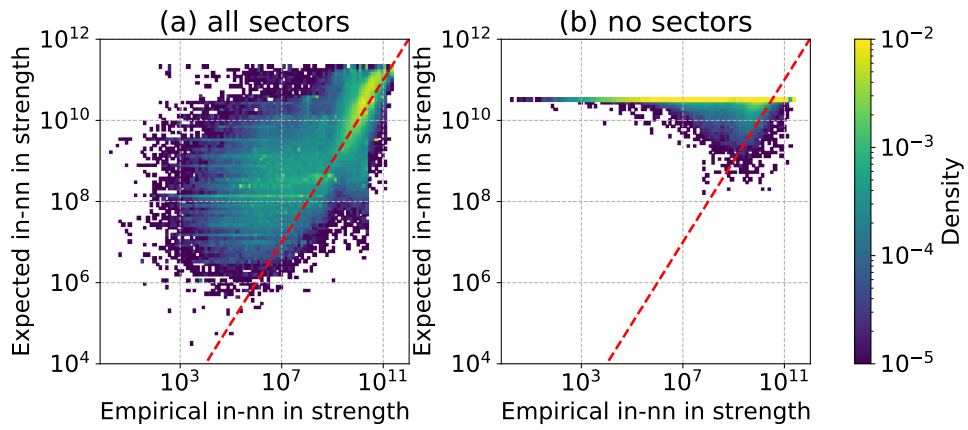 (a) all sectors
(b) no sectors
Expected in-nn in strength
10^12
10^10
10^8
10^6
10^4
10^3
10^7
10^11
Empirical in-nn in strength
Expected in-nn in strength
10^12
10^10
10^8
10^6
10^4
10^3
10^7
10^11
Empirical in-nn in strength
10^-2
10^-3
10^-4
10^-5
Density